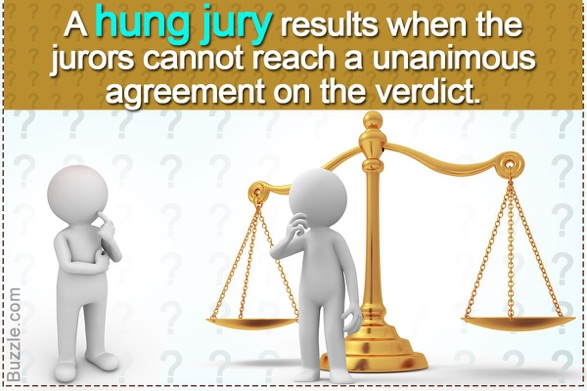 A hung jury results when the
jurors cannot reach a unanimous
agreement on the verdict.
Buzzle.com